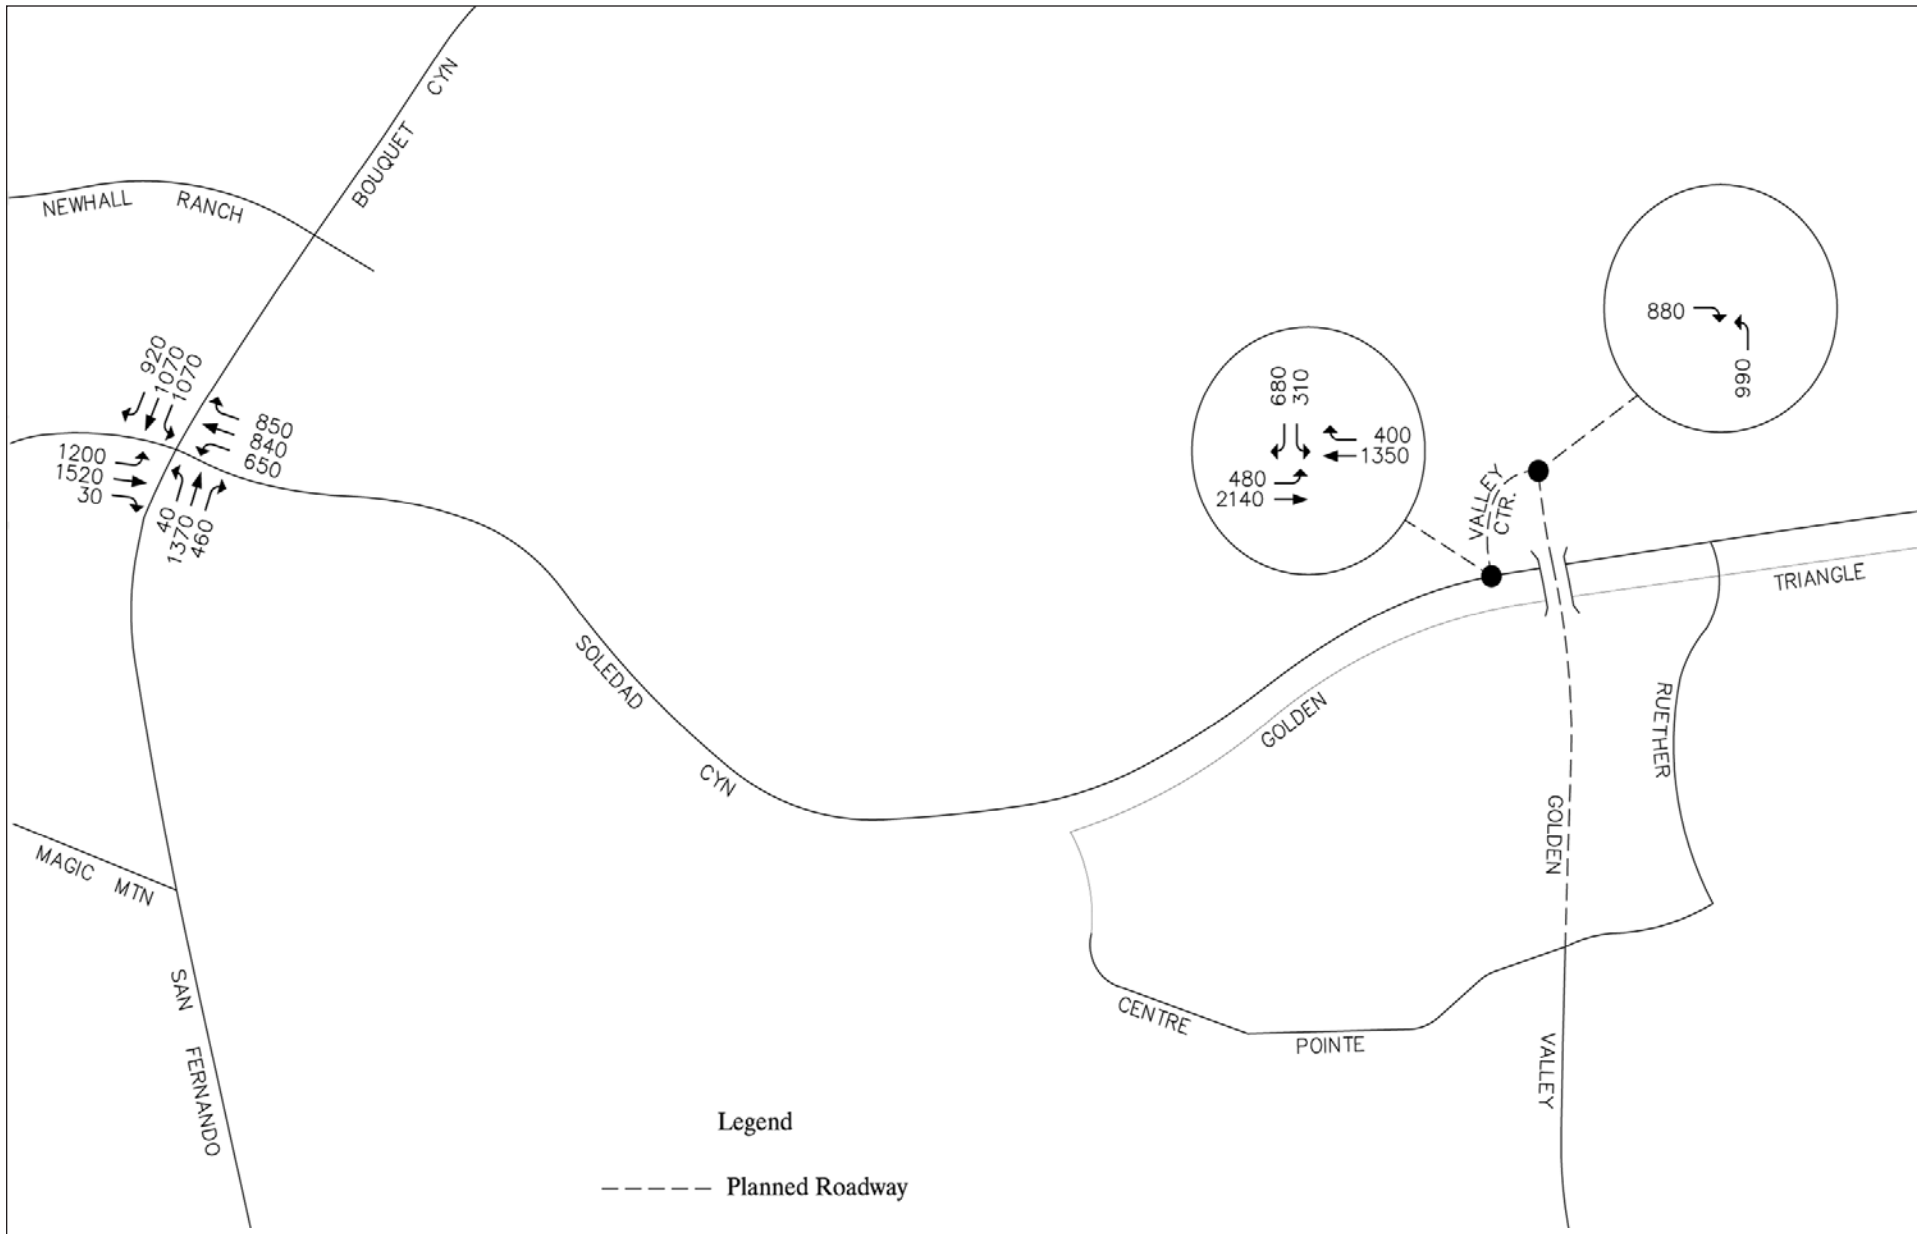 BOUQUET CYN
NEWHALL RANCH
920
1070
1070
850
840
650
1200
1520
30
40
1370
460
880
990
680
310
400
1350
480
2140
VALLEY
CTR.
TRIANGLE
GOLDEN
SOLEDAD
CYN
RUETHER
GOLDEN
VALLEY
MAGIC MTN
SAN FERNANDO
CENTRE
POINTE
Legend
Planned Roadway